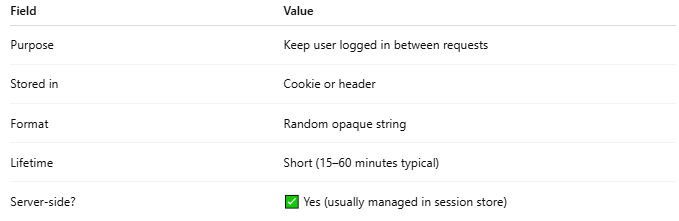 Field Value
Purpose Keep user logged in between requests
Stored in Cookie or header
Format Random opaque string
Lifetime Short (15–60 minutes typical)
Server-side? ✅ Yes (usually managed in session store)